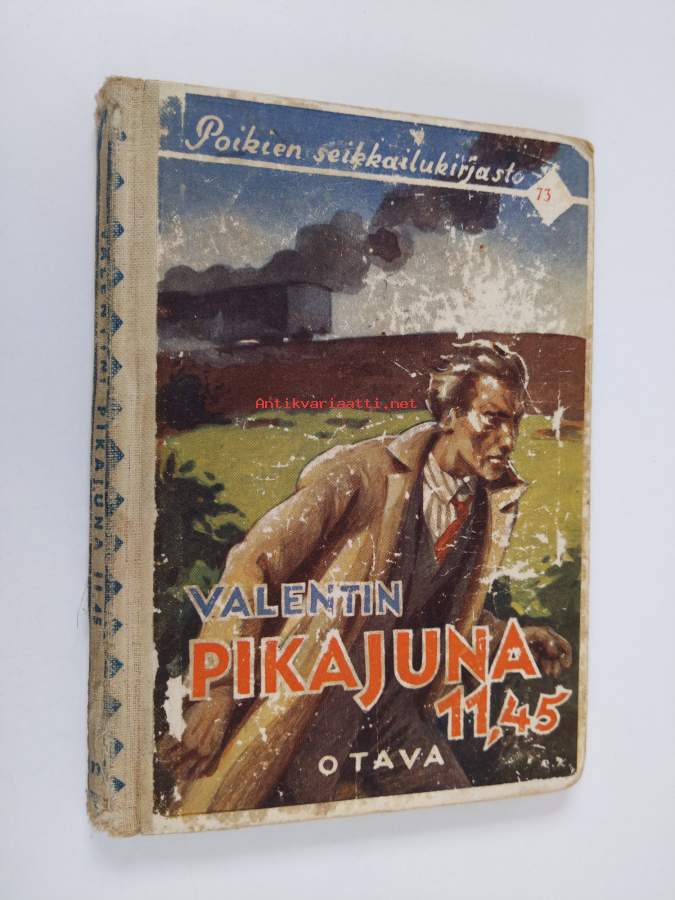 Poikien seikkailukirjasto
73
Antikvariaatti.net
VALENTIN
PIKAJUNA
11,45
OTAVA
VALENTIN: PIKAJUNA 11.45